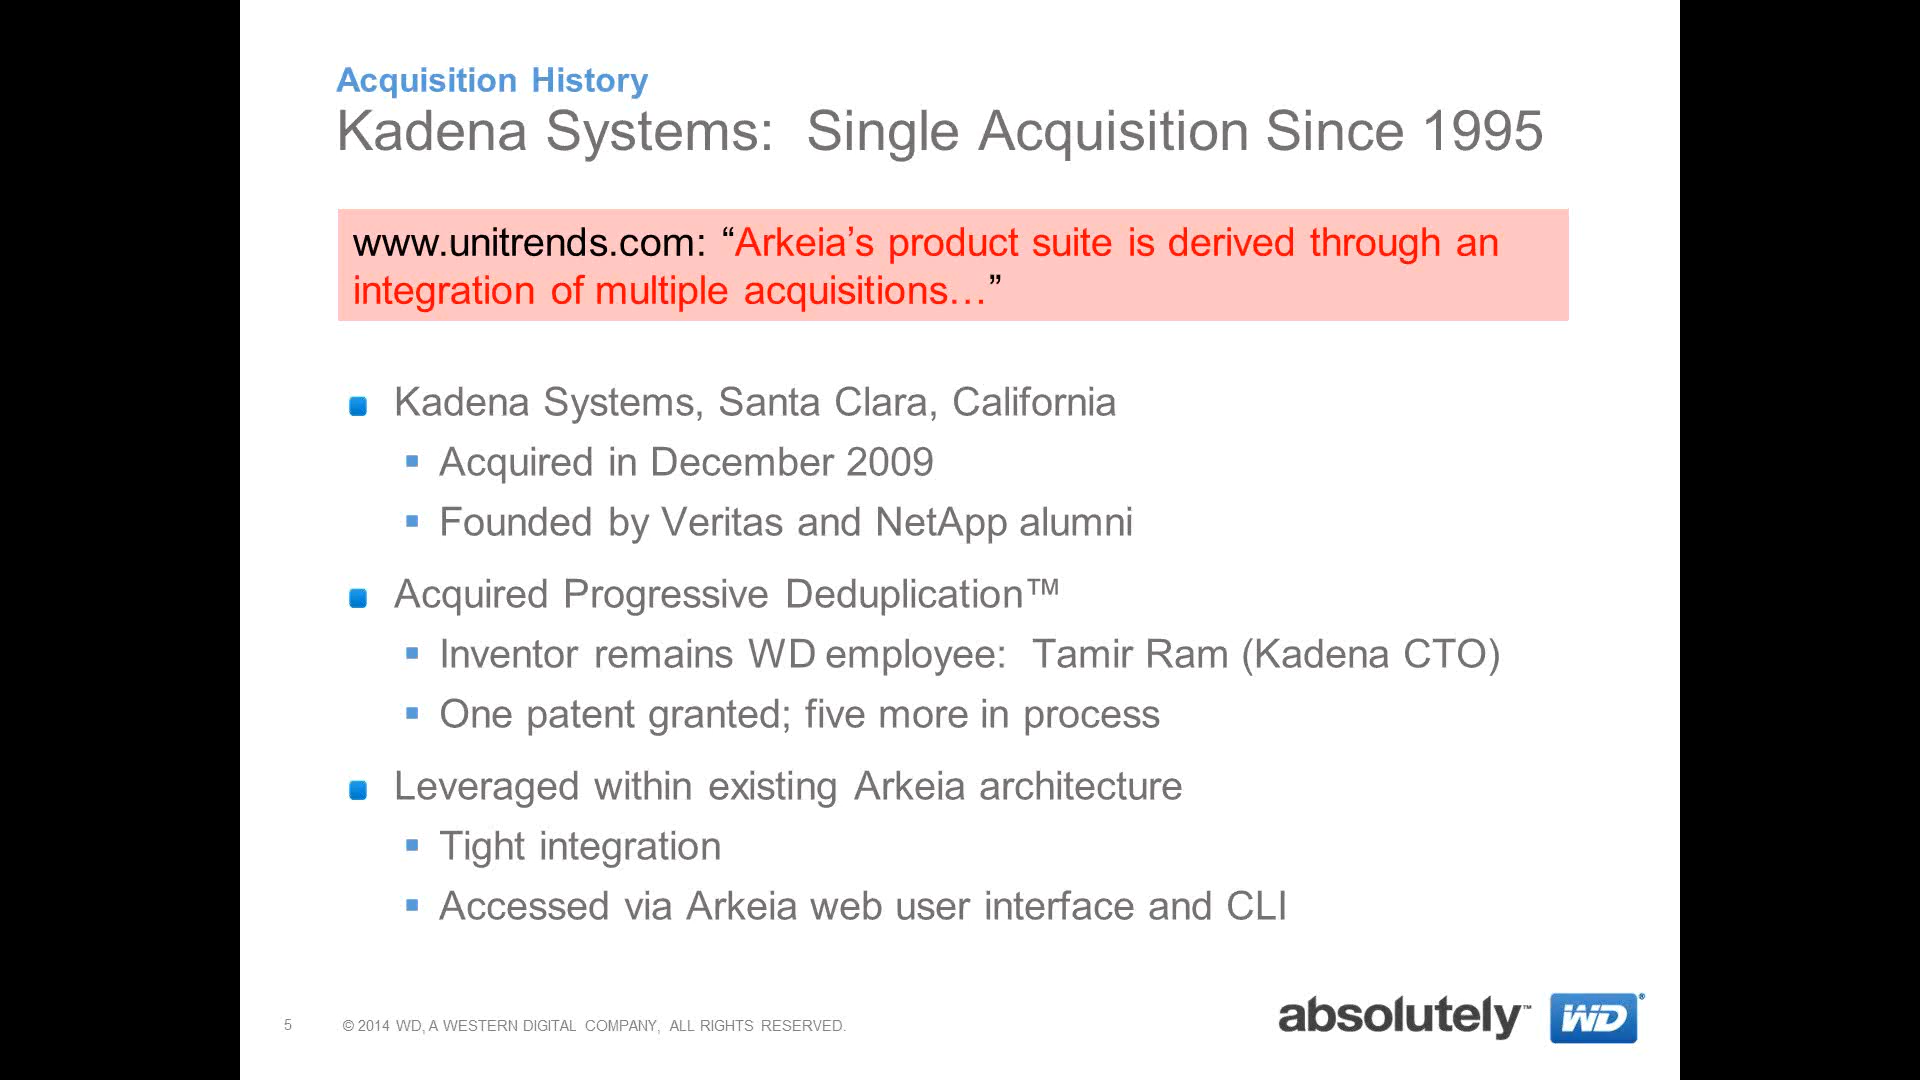 Acquisition History
Kadena Systems: Single Acquisition Since 1995
www.unitrends.com: “Arkeia’s product suite is derived through an
integration of multiple acquisitions…”
Kadena Systems, Santa Clara, California
Acquired in December 2009
Founded by Veritas and NetApp alumni
Acquired Progressive Deduplication™
Inventor remains WD employee: Tamir Ram (Kadena CTO)
One patent granted; five more in process
Leveraged within existing Arkeia architecture
Tight integration
Accessed via Arkeia web user interface and CLI
5 © 2014 WD, A WESTERN DIGITAL COMPANY, ALL RIGHTS RESERVED.
absolutely™ WD®